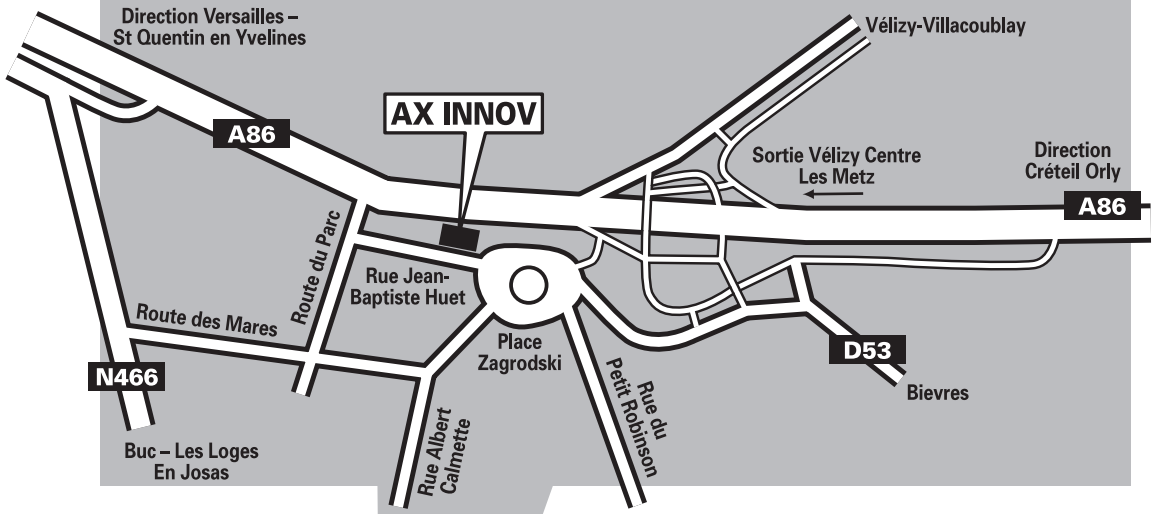 Direction Versailles –
St Quentin en Yvelines
Vélizy-Villacoublay
AX INNOV
A86
Sortie Vélizy Centre
Les Metz
Direction
Créteil Orly
A86
Route du Parc
Rue Jean-
Baptiste Huet
Route des Mares
Place
Zagrodski
D53
N466
Rue du
Petit Robinson
Bievres
Rue Albert
Calmette
Buc – Les Loges
En Josas